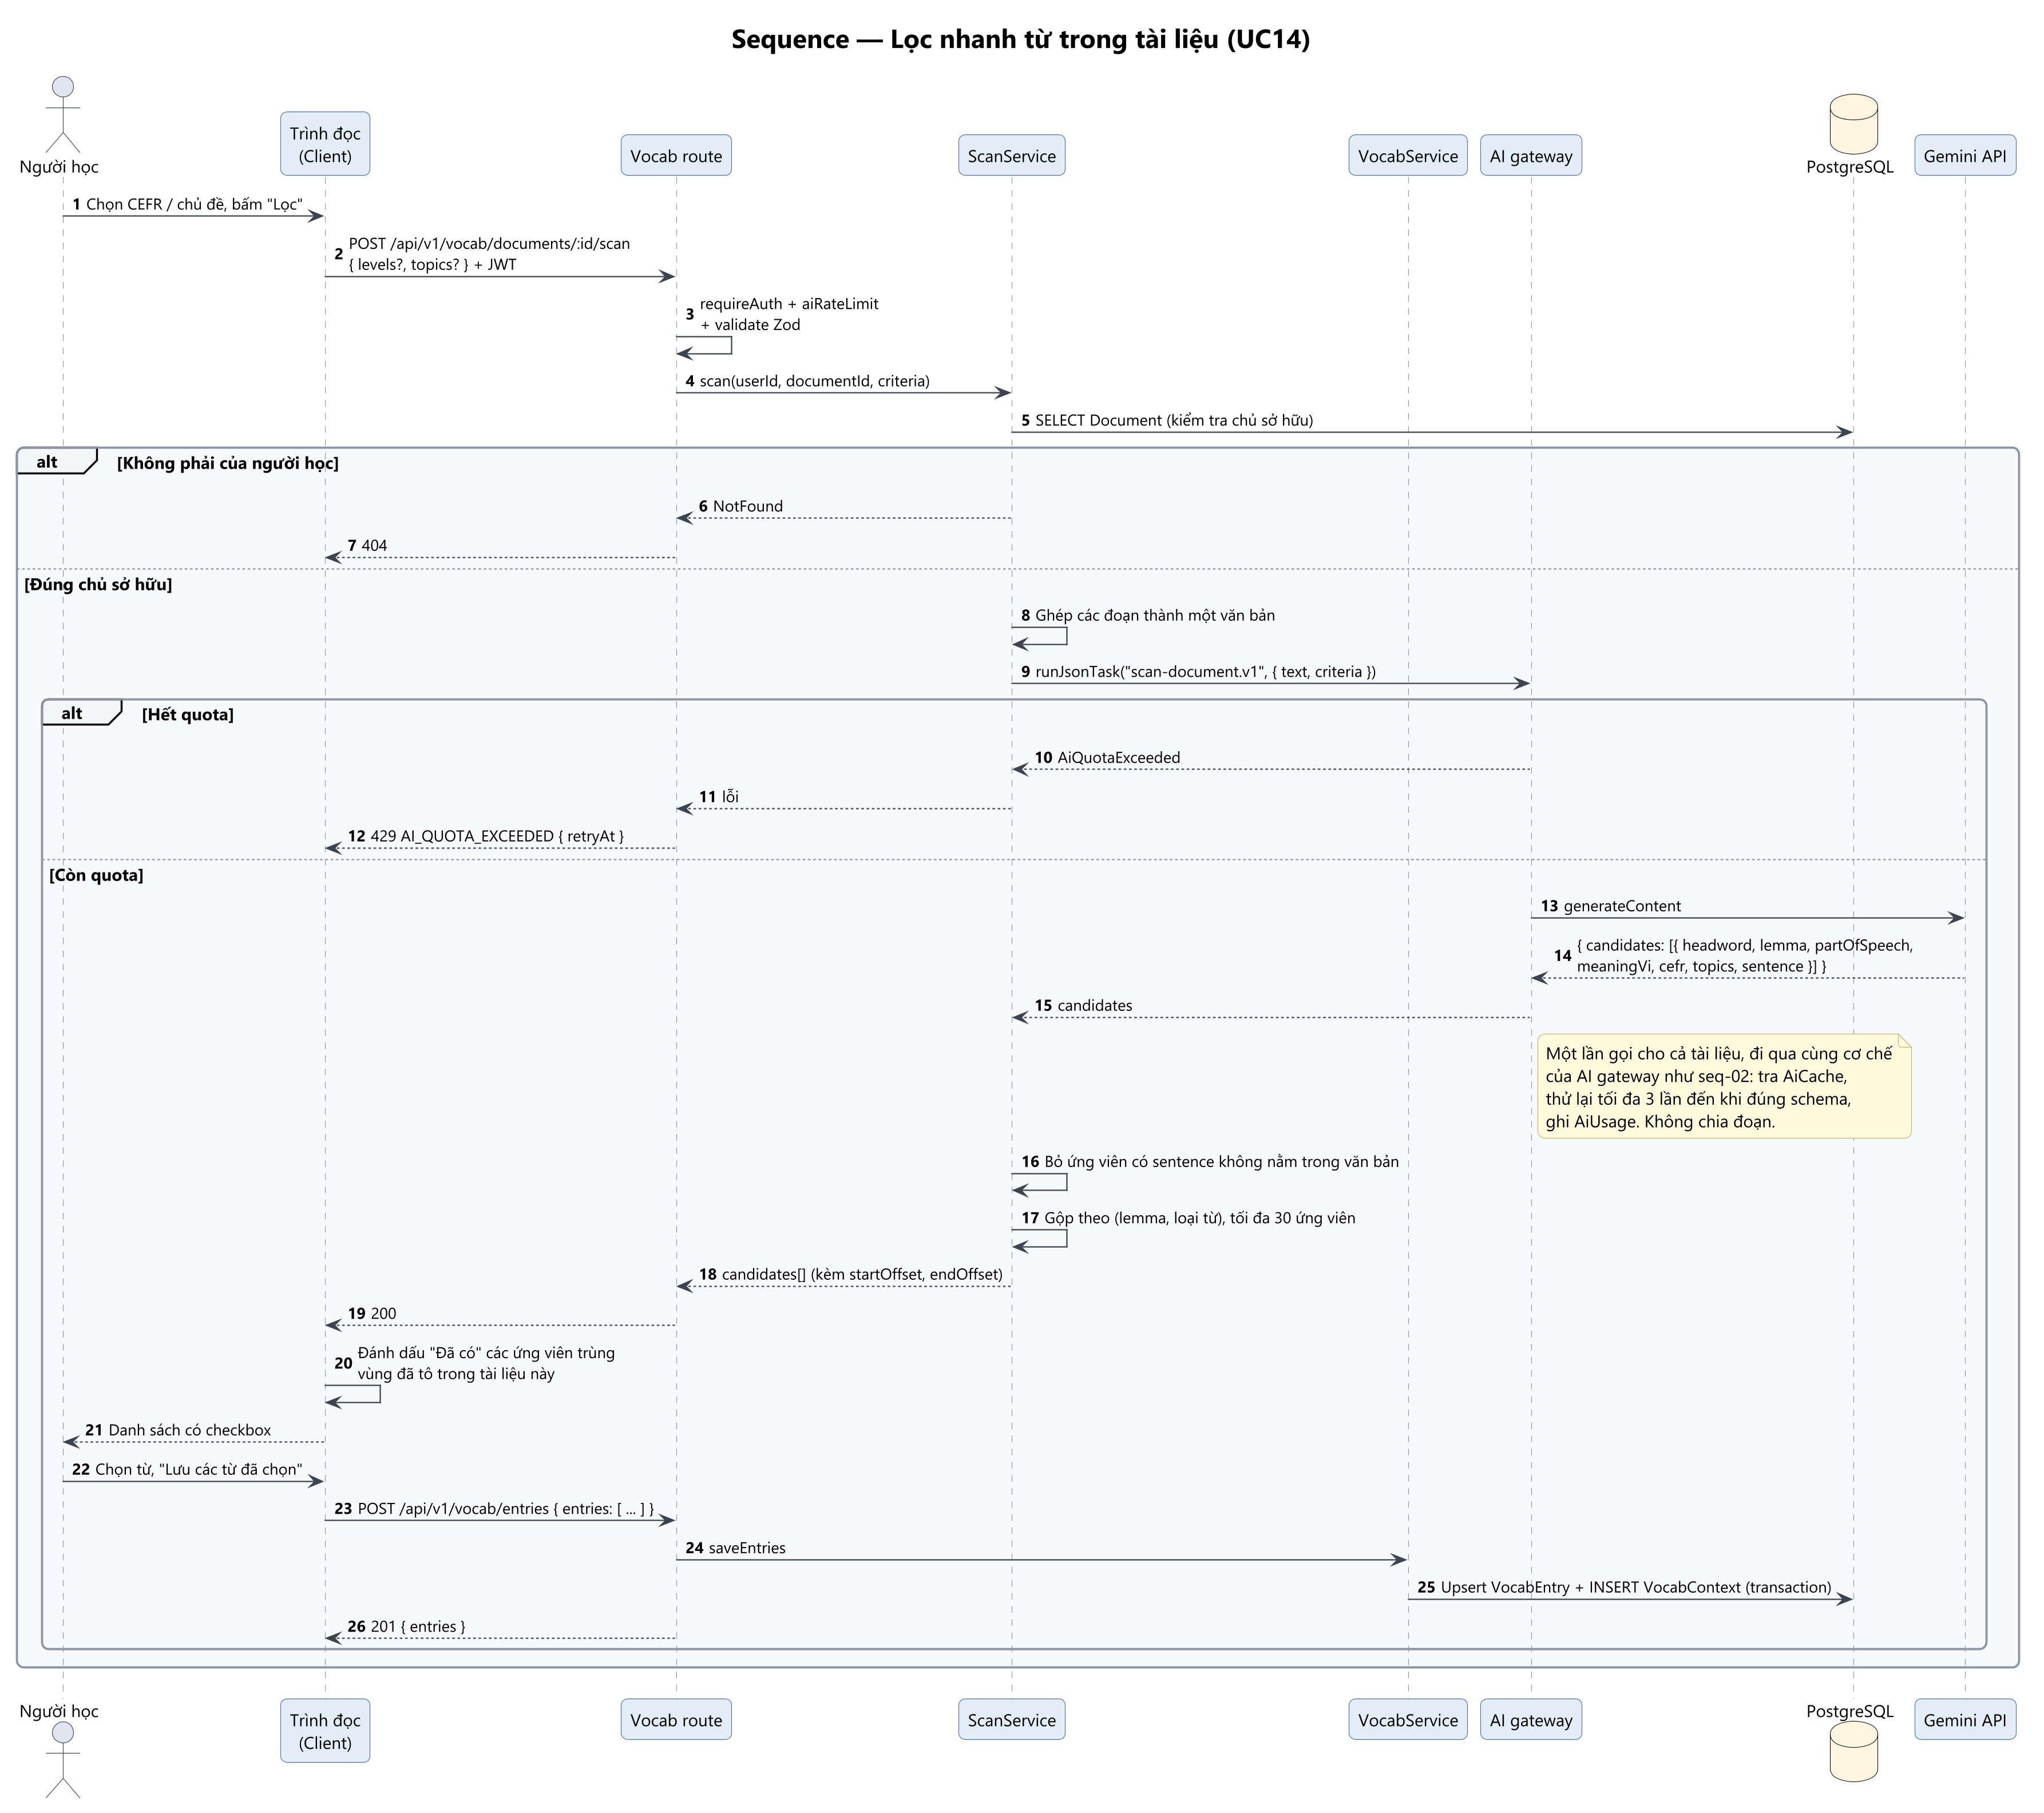 Sequence — Lọc nhanh từ trong tài liệu (UC14)
Người học
Trình đọc
(Client)
Vocab route
ScanService
VocabService
AI gateway
PostgreSQL
Gemini API
1 Chọn CEFR / chủ đề, bấm "Lọc"
2 POST /api/v1/vocab/documents/:id/scan
{ levels?, topics? } + JWT
3 requireAuth + aiRateLimit
+ validate Zod
4 scan(userId, documentId, criteria)
5 SELECT Document (kiểm tra chủ sở hữu)
alt [Không phải của người học]
6 NotFound
7 404
[Đúng chủ sở hữu]
8 Ghép các đoạn thành một văn bản
9 runJsonTask("scan-document.v1", { text, criteria })
alt [Hết quota]
10 AiQuotaExceeded
11 lỗi
12 429 AI_QUOTA_EXCEEDED { retryAt }
[Còn quota]
13 generateContent
14 { candidates: [{ headword, lemma, partOfSpeech,
meaningVi, cefr, topics, sentence }] }
15 candidates
Một lần gọi cho cả tài liệu, đi qua cùng cơ chế
của AI gateway như seq-02: tra AiCache,
thử lại tối đa 3 lần đến khi đúng schema,
ghi AiUsage. Không chia đoạn.
16 Bỏ ứng viên có sentence không nằm trong văn bản
17 Gộp theo (lemma, loại từ), tối đa 30 ứng viên
18 candidates[] (kèm startOffset, endOffset)
19 200
20 Đánh dấu "Đã có" các ứng viên trùng
vùng đã tô trong tài liệu này
21 Danh sách có checkbox
22 Chọn từ, "Lưu các từ đã chọn"
23 POST /api/v1/vocab/entries { entries: [ ... ] }
24 saveEntries
25 Upsert VocabEntry + INSERT VocabContext (transaction)
26 201 { entries }
Người học
Trình đọc
(Client)
Vocab route
ScanService
VocabService
AI gateway
PostgreSQL
Gemini API